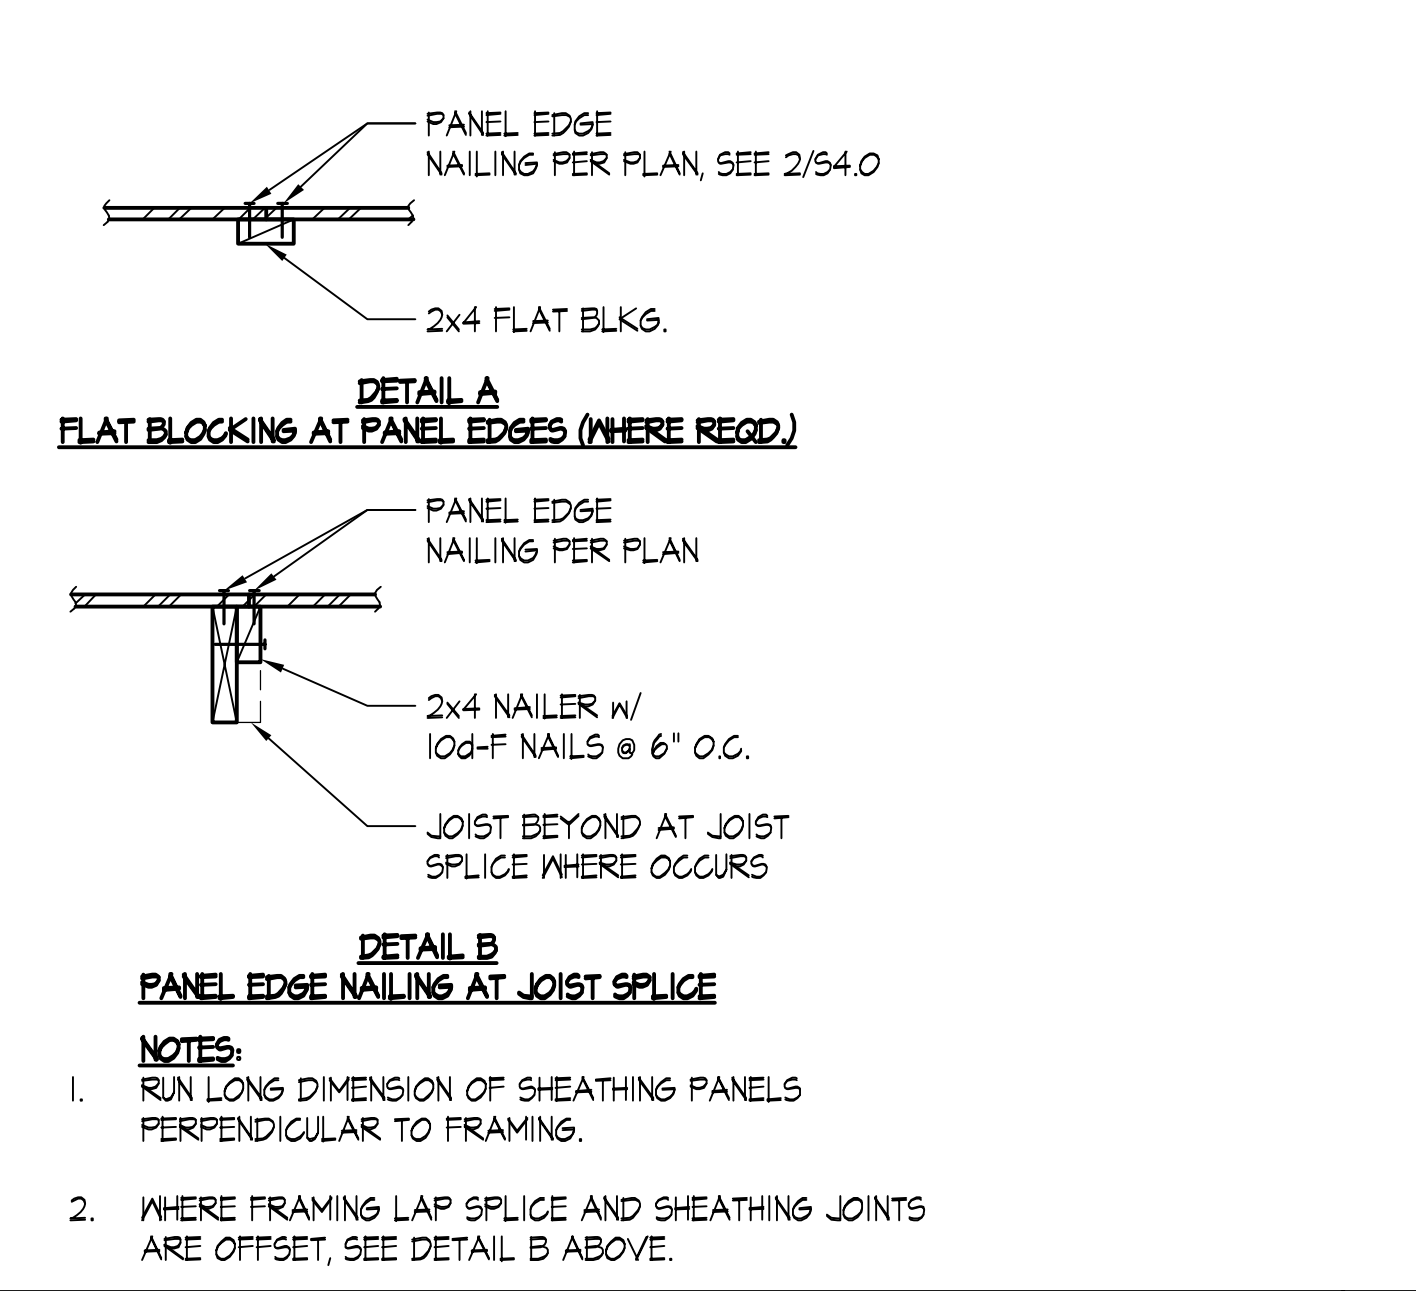 PANEL EDGE
NAILING PER PLAN, SEE 2/S4.0
2x4 FLAT BLKG.
DETAIL A
FLAT BLOCKING AT PANEL EDGES (WHERE REQD.)
PANEL EDGE
NAILING PER PLAN
2x4 NAILER w/
10d-F NAILS @ 6" O.C.
JOIST BEYOND AT JOIST
SPLICE WHERE OCCURS
DETAIL B
PANEL EDGE NAILING AT JOIST SPLICE
NOTES:
1. RUN LONG DIMENSION OF SHEATHING PANELS
PERPENDICULAR TO FRAMING.
2. WHERE FRAMING LAP SPLICE AND SHEATHING JOINTS
ARE OFFSET, SEE DETAIL B ABOVE.